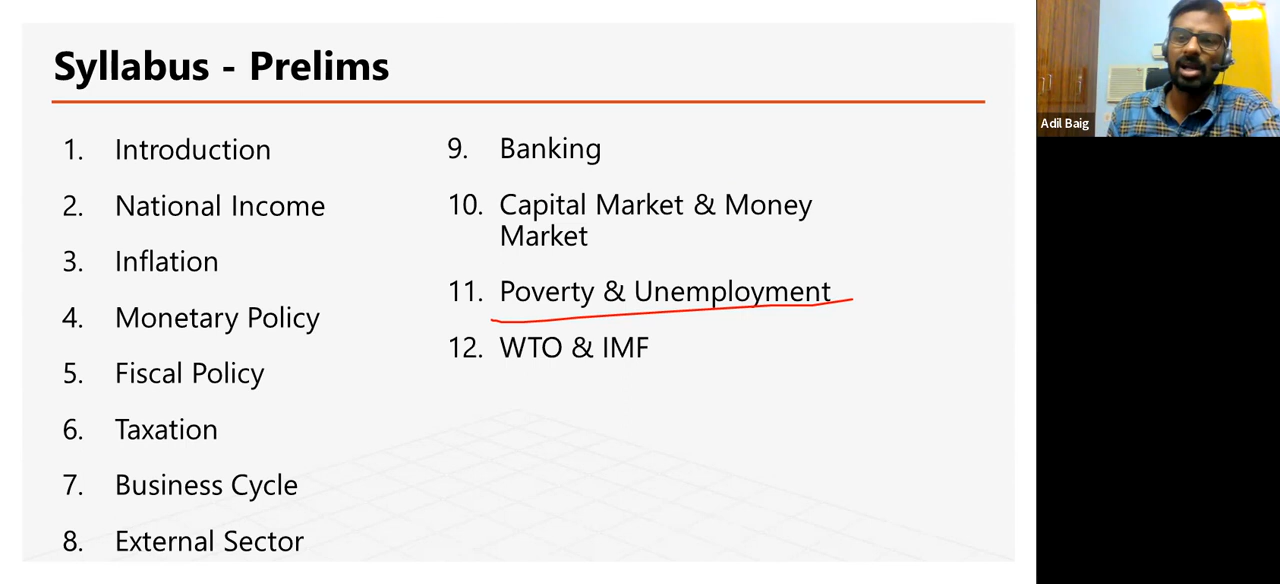 Syllabus - Prelims
1. Introduction
2. National Income
3. Inflation
4. Monetary Policy
5. Fiscal Policy
6. Taxation
7. Business Cycle
8. External Sector
9. Banking
10. Capital Market & Money
Market
11. Poverty & Unemployment
12. WTO & IMF
Adil Baig